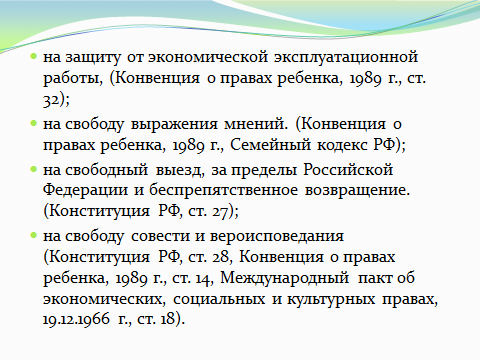 на защиту от экономической эксплуатационной
работы, (Конвенция о правах ребенка, 1989 г., ст.
32);
на свободу выражения мнений. (Конвенция о
правах ребенка, 1989 г., Семейный кодекс РФ);
на свободный выезд, за пределы Российской
Федерации и беспрепятственное возвращение.
(Конституция РФ, ст. 27);
на свободу совести и вероисповедания
(Конституция РФ, ст. 28, Конвенция о правах
ребенка, 1989 г., ст. 14, Международный пакт об
экономических, социальных и культурных правах,
19.12.1966 г., ст. 18).